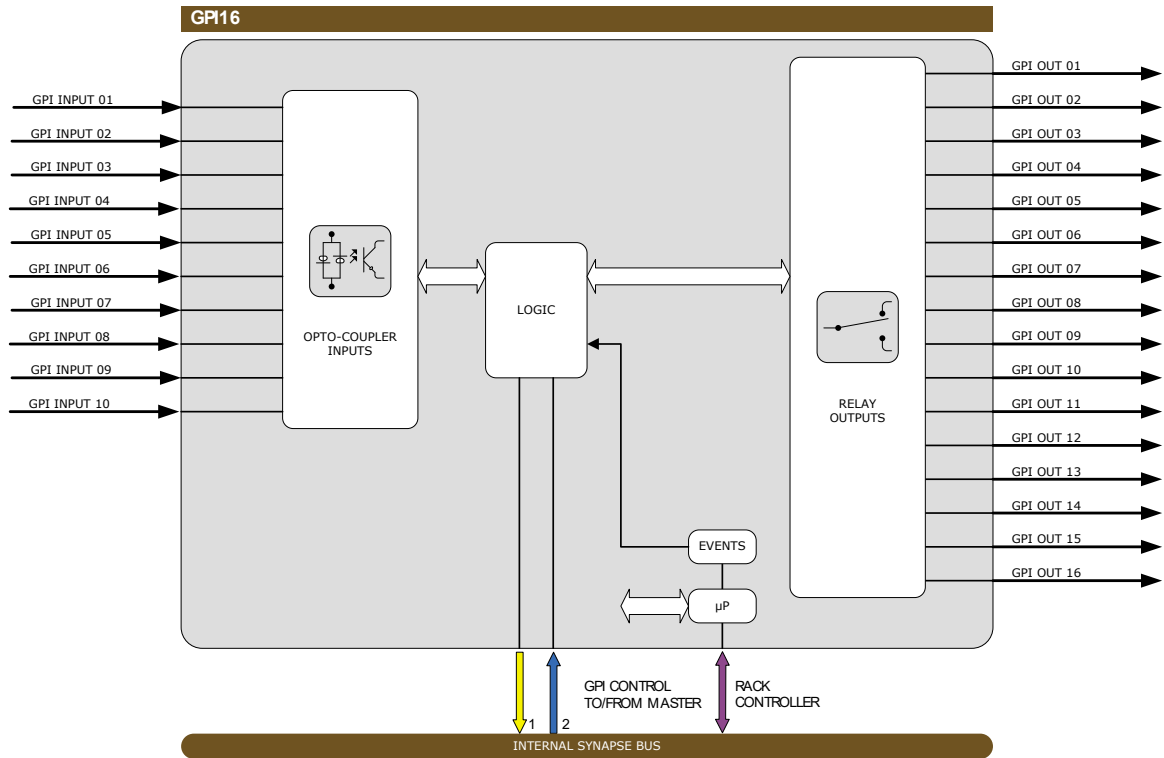 GPI16
GPI INPUT 01
GPI INPUT 02
GPI INPUT 03
GPI INPUT 04
GPI INPUT 05
GPI INPUT 06
GPI INPUT 07
GPI INPUT 08
GPI INPUT 09
GPI INPUT 10
OPTO-COUPLER
INPUTS
LOGIC
EVENTS
µP
RELAY
OUTPUTS
GPI OUT 01
GPI OUT 02
GPI OUT 03
GPI OUT 04
GPI OUT 05
GPI OUT 06
GPI OUT 07
GPI OUT 08
GPI OUT 09
GPI OUT 10
GPI OUT 11
GPI OUT 12
GPI OUT 13
GPI OUT 14
GPI OUT 15
GPI OUT 16
1
2
GPI CONTROL
TO/FROM MASTER
RACK
CONTROLLER
INTERNAL SYNAPSE BUS